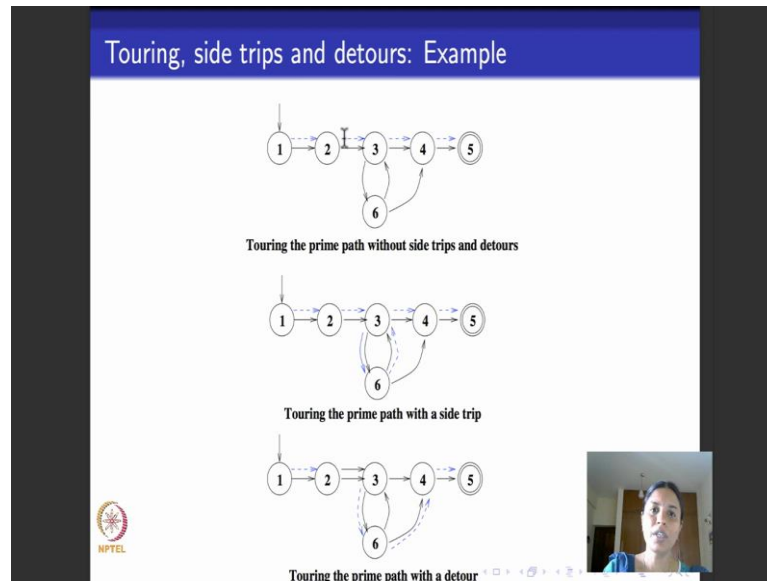 Touring, side trips and detours: Example
1 2 3 4 5
6
Touring the prime path without side trips and detours
1 2 3 4 5
6
Touring the prime path with a side trip
1 2 3 4 5
6
Touring the prime path with a detour
NPTEL